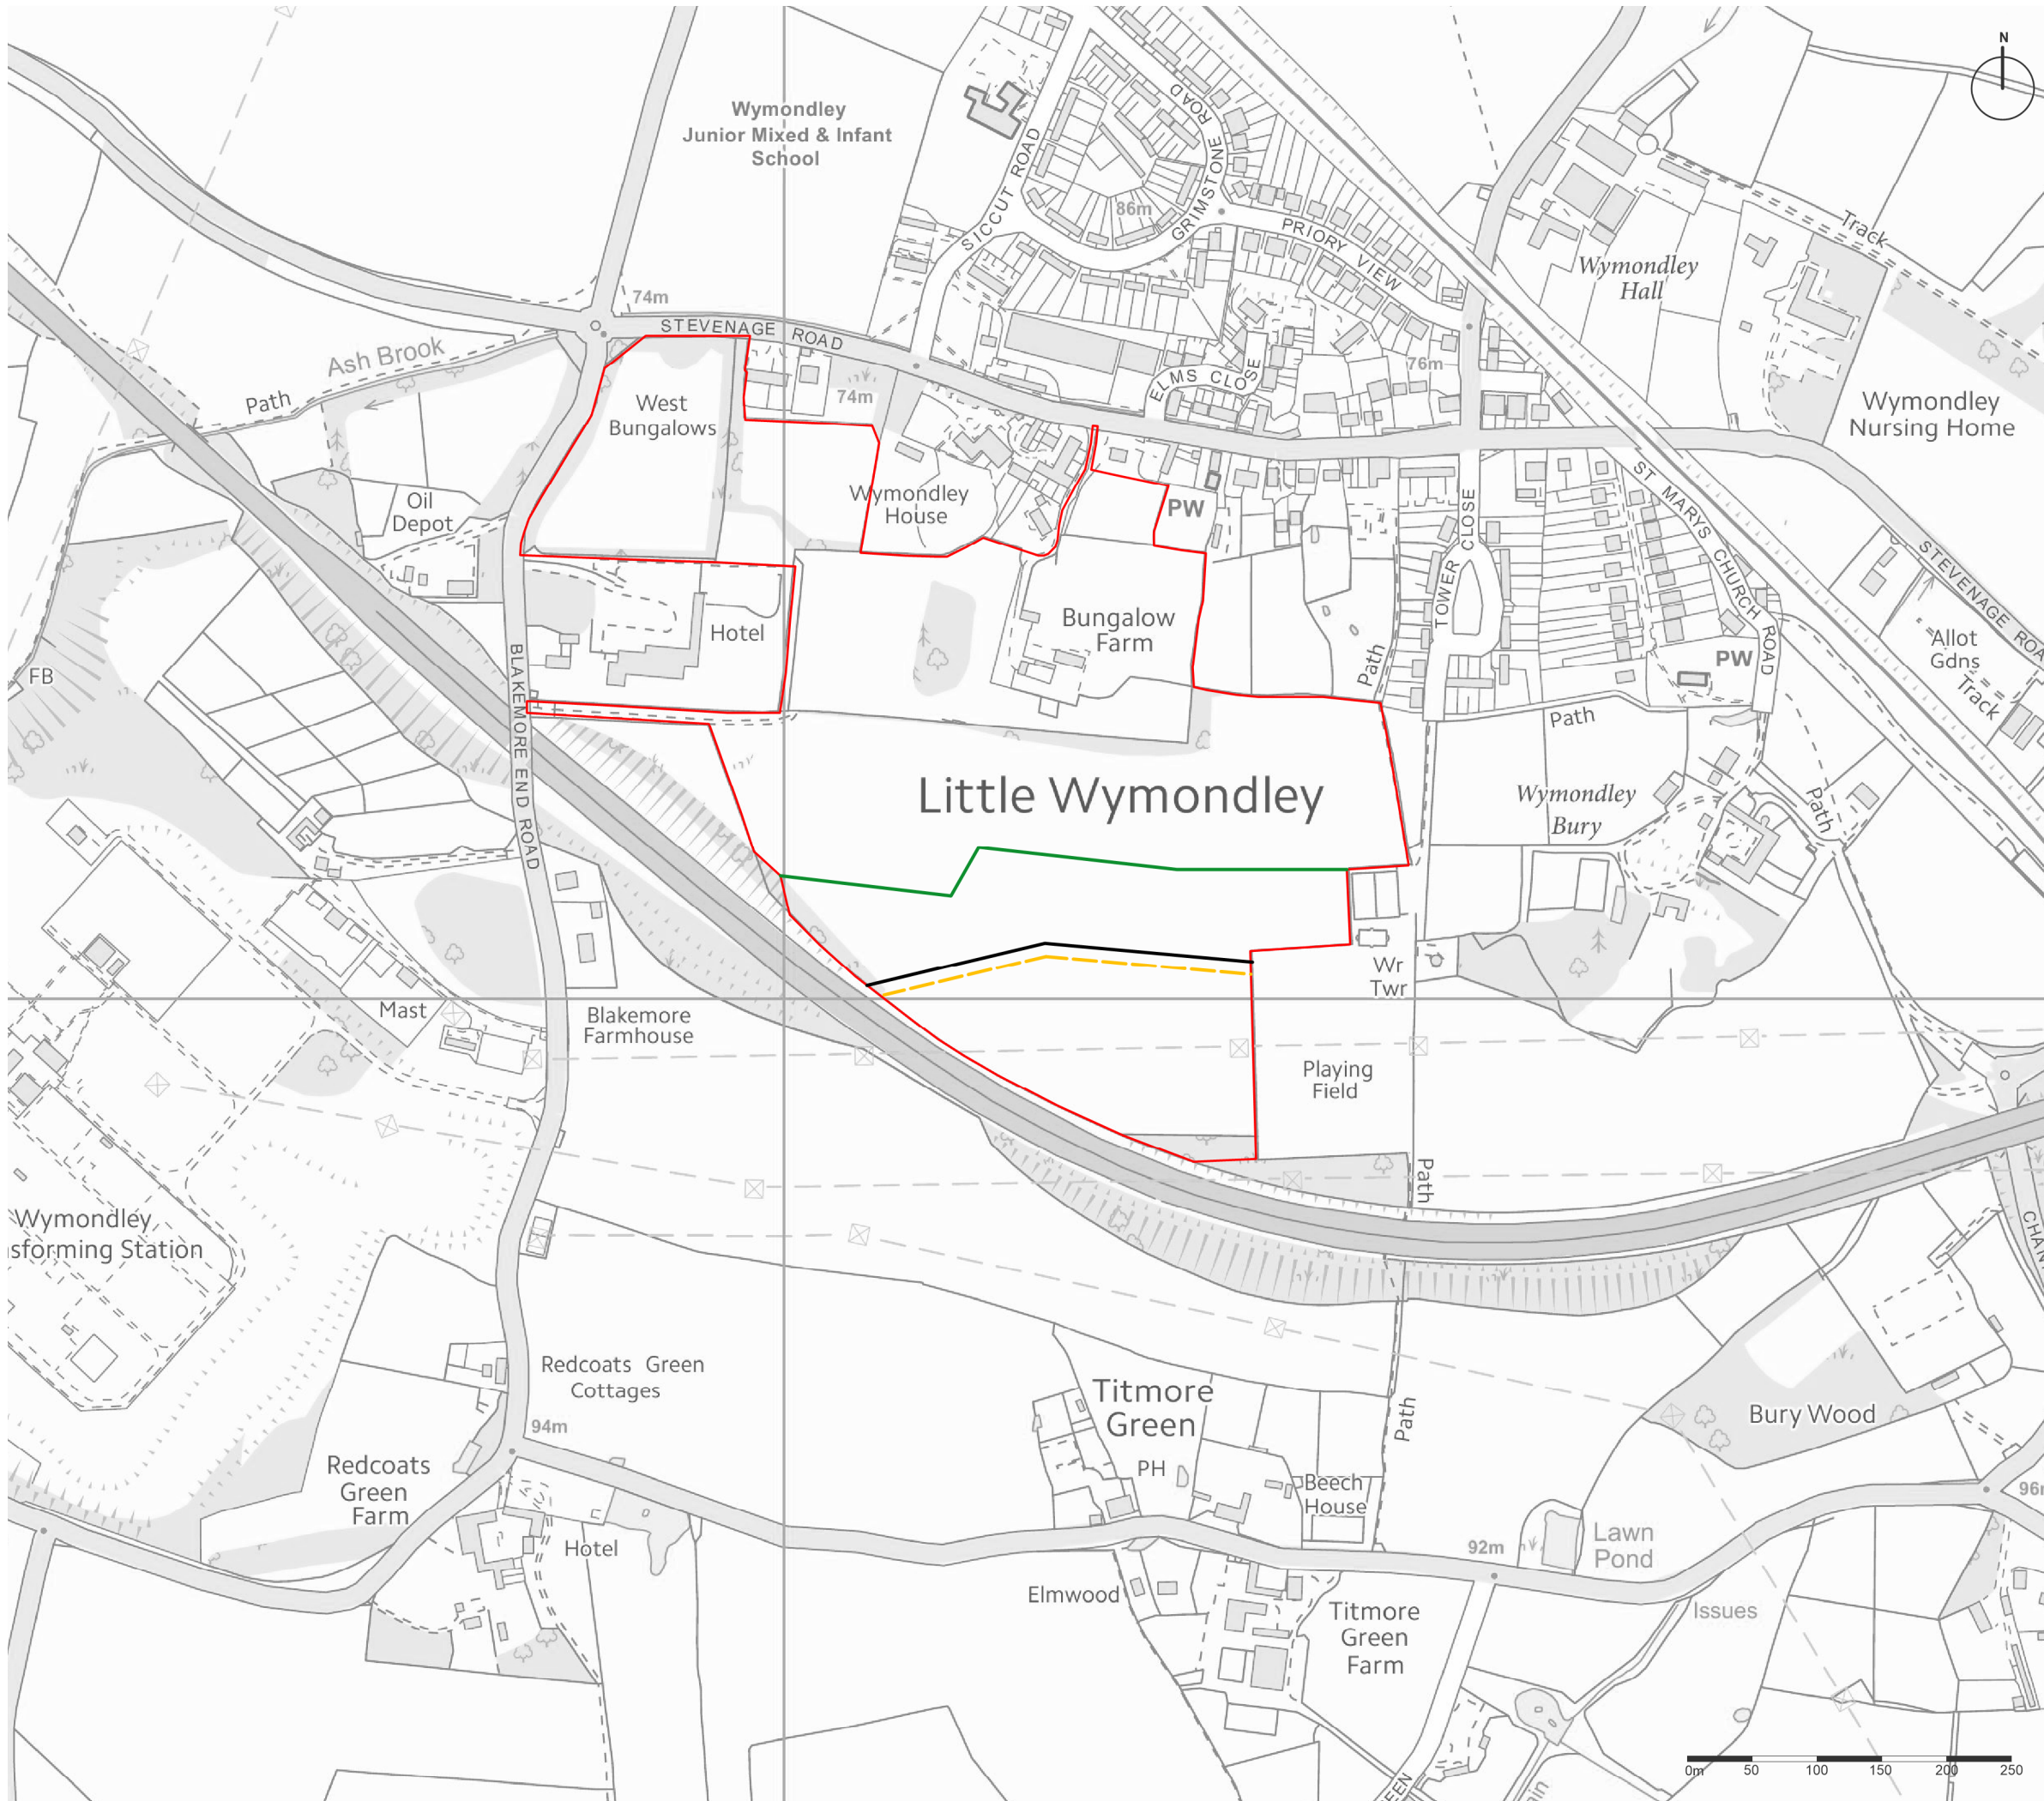 N
Wymondley
Junior Mixed & Infant
School
SICCUT ROAD
GRIMSTONE ROAD
86m
PRIORY VIEW
Track
Wymondley
Hall
74m
STEVENAGE ROAD
Ash Brook
Path
West
Bungalows
74m
ELMS CLOSE
76m
Wymondley
Nursing Home
Oil
Depot
Wymondley
House
PW
ST MARYS CHURCH ROAD
STEVENAGE ROA
TOWER CLOSE
Hotel
Bungalow
Farm
Path
PW
Allot
Gdns
Track
FB
BLAKEMORE END ROAD
Path
Little Wymondley
Wymondley
Bury
Path
Wr
Twr
Mast
Blakemore
Farmhouse
Playing
Field
Path
Wymondley
sforming Station
CHAN
Redcoats Green
Cottages
Titmore
Green
Path
Bury Wood
94m
Redcoats
Green
Farm
PH
Beech
House
96m
Hotel
92m
Lawn
Pond
Elmwood
Titmore
Green
Farm
Issues
EEN
0m 50 100 150 200 250